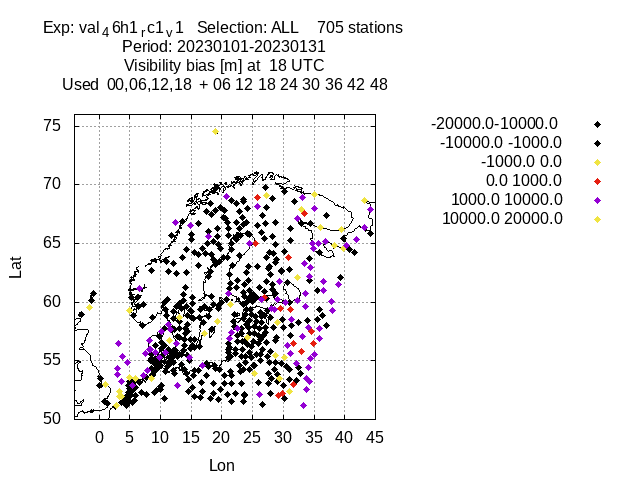 Exp: val₄6h1ᵣc1ᵥ1 Selection: ALL 705 stations
Period: 20230101-20230131
Visibility bias [m] at 18 UTC
Used 00,06,12,18 + 06 12 18 24 30 36 42 48
-20000.0-10000.0
-10000.0 -1000.0
-1000.0 0.0
0.0 1000.0
1000.0 10000.0
10000.0 20000.0
75
70
65
60
55
50
Lat
0 5 10 15 20 25 30 35 40 45
Lon